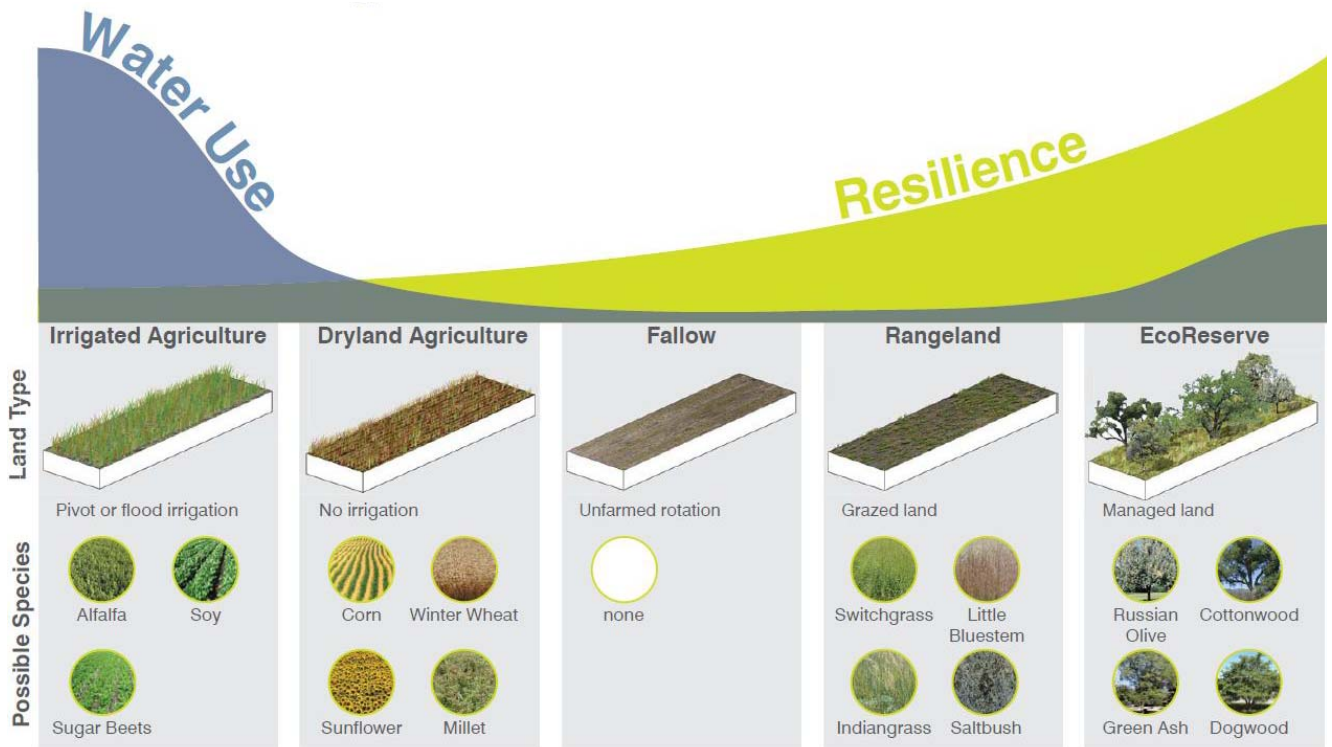 Water Use
Resilience
Irrigated Agriculture
Dryland Agriculture
Fallow
Rangeland
EcoReserve
Land Type
Pivot or flood irrigation
No irrigation
Unfarmed rotation
Grazed land
Managed land
Possible Species
Alfalfa
Soy
Sugar Beets
Corn
Winter Wheat
Sunflower
Millet
none
Switchgrass
Little
Bluestem
Indiangrass
Saltbush
Russian
Olive
Cottonwood
Green Ash
Dogwood